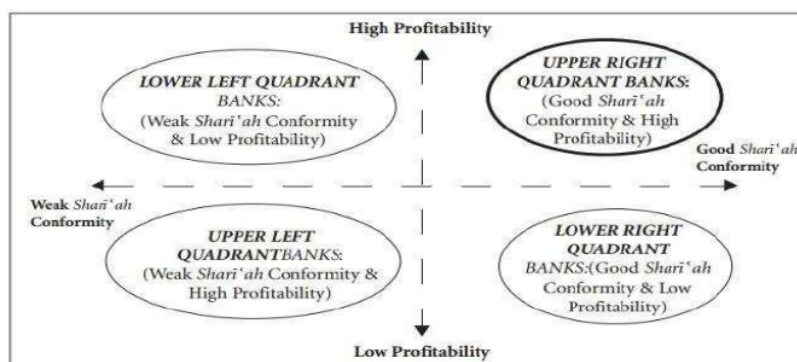 High Profitability
LOWER LEFT QUADRANT
BANKS:
(Weak Sharī‘ah Conformity
& Low Profitability)
UPPER RIGHT
QUADRANT BANKS:
(Good Sharī‘ah
Conformity & High
Profitability)
Good Sharī‘ah
Conformity
Weak Sharī‘ah
Conformity
UPPER LEFT
QUADRANTBANKS:
(Weak Sharī‘ah Conformity &
High Profitability)
LOWER RIGHT
QUADRANT
BANKS:(Good Sharī‘ah
Conformity & Low
Profitability)
Low Profitability